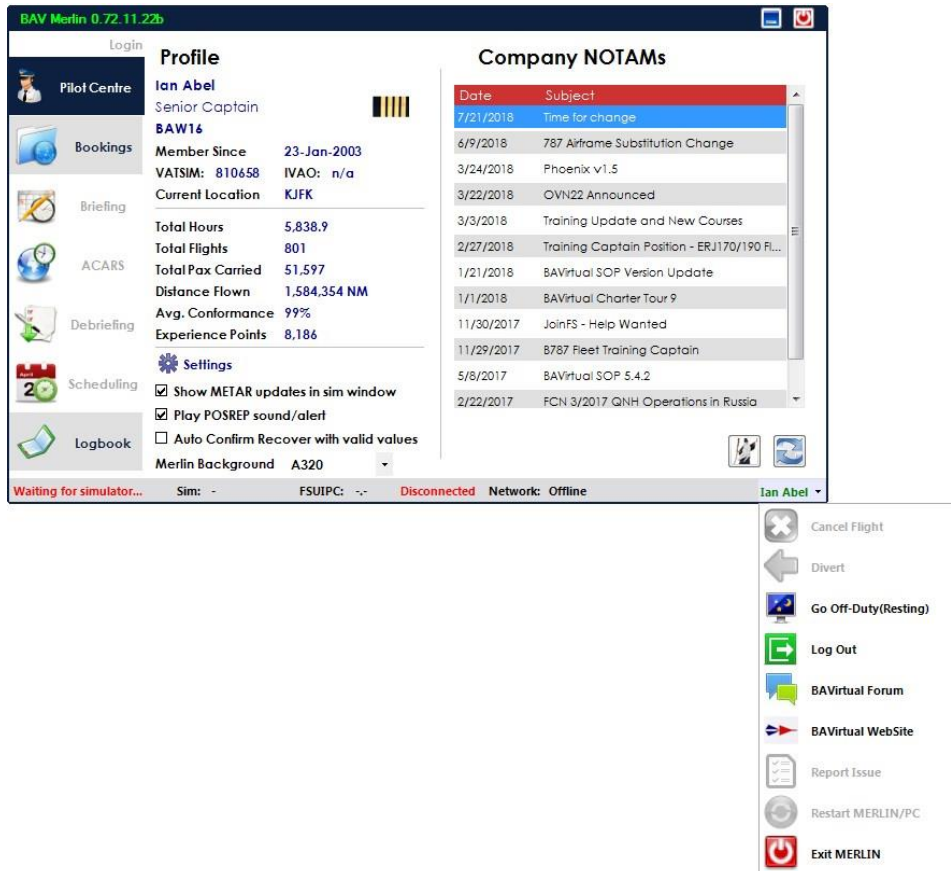 BAV Merlin 0.72.11.22b
Login
Pilot Centre
Bookings
Briefing
ACARS
Debriefing
April
2
Scheduling
Logbook
Profile
Ian Abel
Senior Captain
BAW16
Member Since 23-Jan-2003
VATSIM: 810658 IVAO: n/a
Current Location KJFK
Total Hours 5,838.9
Total Flights 801
Total Pax Carried 51,597
Distance Flown 1,584,354 NM
Avg. Conformance 99%
Experience Points 8,186
Settings
Show METAR updates in sim window
Play POSREP sound/alert
Auto Confirm Recover with valid values
Merlin Background A320
Company NOTAMs
Date Subject
7/21/2018 Time for change
6/9/2018 787 Airframe Substitution Change
3/24/2018 Phoenix v1.5
3/22/2018 OVN22 Announced
3/3/2018 Training Update and New Courses
2/27/2018 Training Captain Position - ERJ170/190 Fl...
1/21/2018 BAVirtual SOP Version Update
1/1/2018 BAVirtual Charter Tour 9
11/30/2017 JoinFS - Help Wanted
11/29/2017 B787 Fleet Training Captain
5/8/2017 BAVirtual SOP 5.4.2
2/22/2017 FCN 3/2017 QNH Operations in Russia
Waiting for simulator... Sim: - FSUIPC: -.- Disconnected Network: Offline Ian Abel
Cancel Flight
Divert
Go Off-Duty(Resting)
Log Out
BAVirtual Forum
BAVirtual WebSite
Report Issue
Restart MERLIN/PC
Exit MERLIN